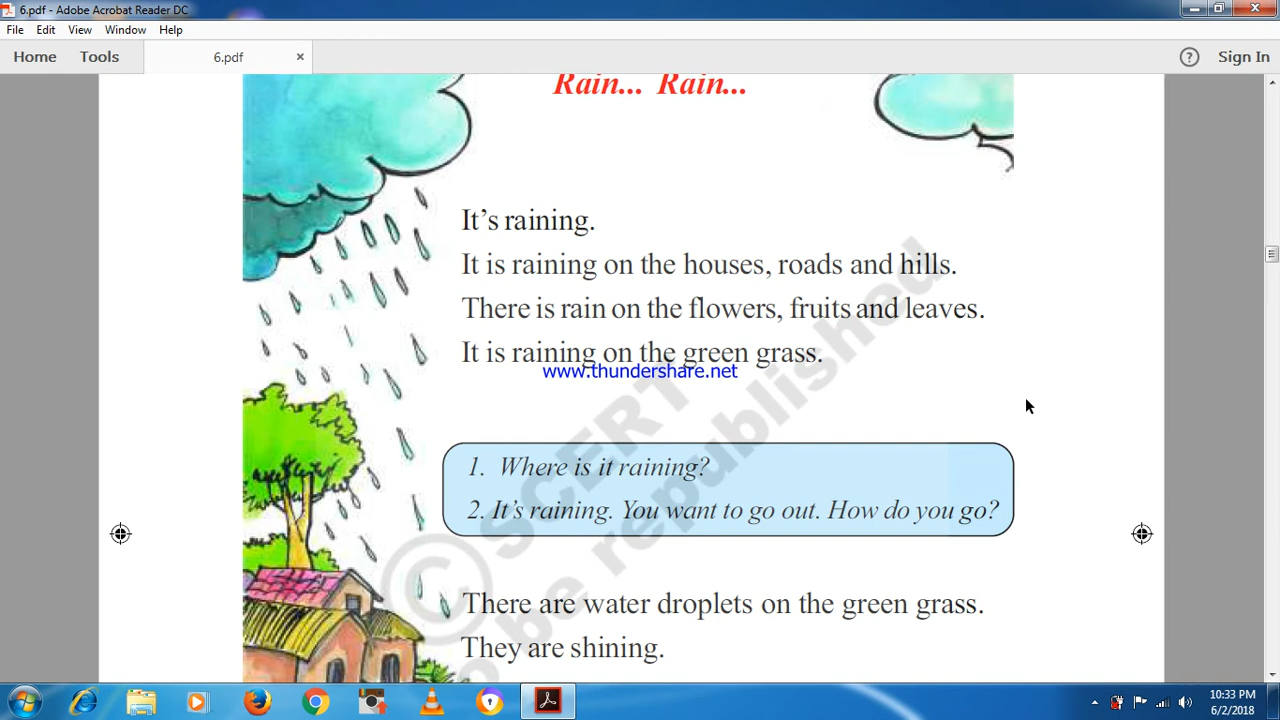 6.pdf - Adobe Acrobat Reader DC
File Edit View Window Help
Home Tools 6.pdf × ? Sign In
Rain... Rain...
It's raining.
It is raining on the houses, roads and hills.
There is rain on the flowers, fruits and leaves.
It is raining on the green grass.
www.thundershare.net
1. Where is it raining?
2. It's raining. You want to go out. How do you go?
There are water droplets on the green grass.
They are shining.
© SCERT
to be republished
10:33 PM
6/2/2018